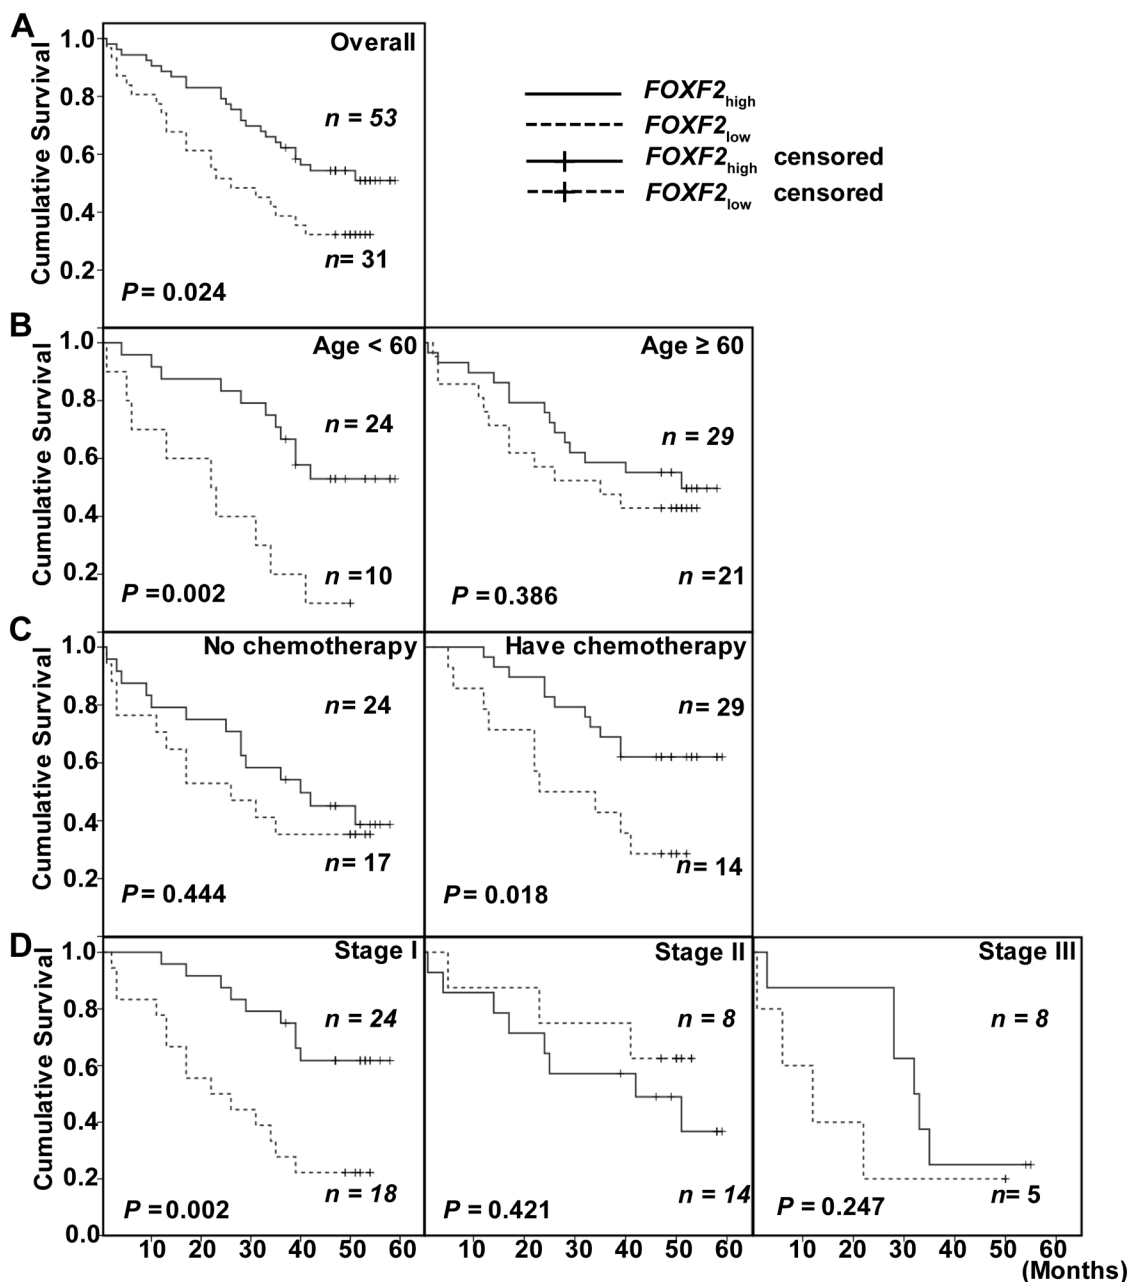 A
Cumulative Survival
1.0
0.8
0.6
0.4
0.2
Overall
n = 53
n= 31
P= 0.024
FOXF2high
FOXF2low
FOXF2high censored
FOXF2low censored
B
Cumulative Survival
1.0
0.8
0.6
0.4
0.2
Age < 60
n = 24
n =10
P =0.002
Age ≥ 60
n = 29
n =21
P = 0.386
C
Cumulative Survival
1.0
0.8
0.6
0.4
0.2
No chemotherapy
n= 24
n= 17
P= 0.444
Have chemotherapy
n= 29
n= 14
P= 0.018
D
Cumulative Survival
1.0
0.8
0.6
0.4
0.2
0.0
Stage I
n = 24
n = 18
P =0.002
Stage II
n = 8
n = 14
P = 0.421
Stage III
n = 8
n= 5
P = 0.247
10 20 30 40 50 60
10 20 30 40 50 60
10 20 30 40 50 60
(Months)